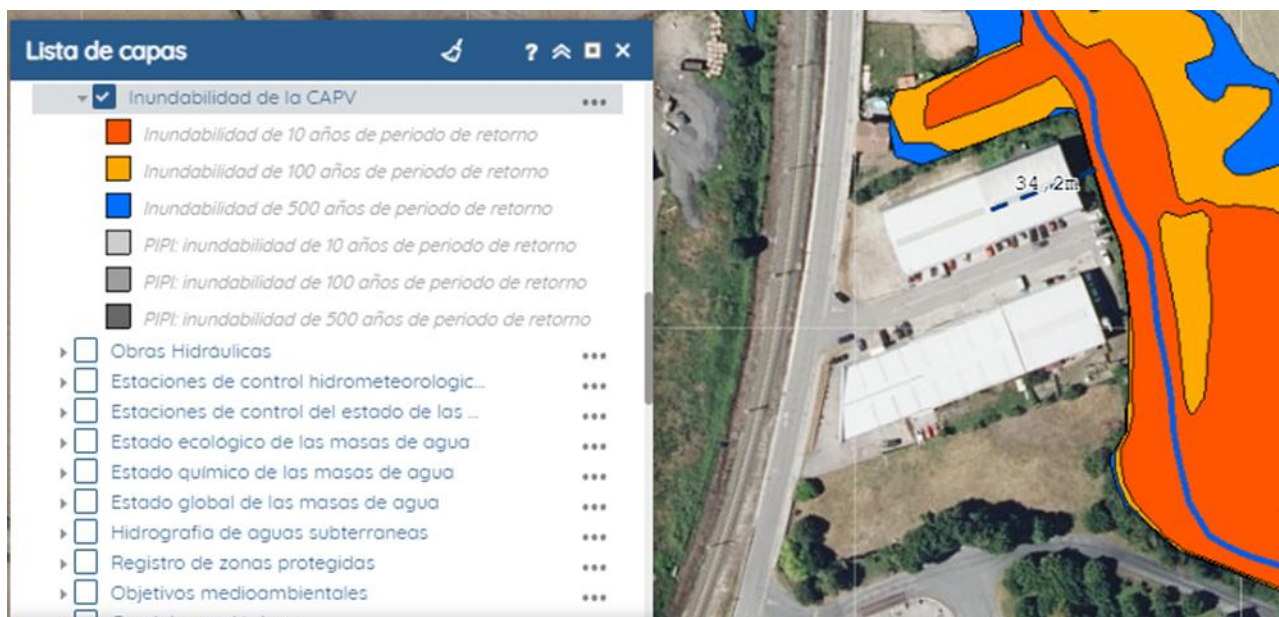 Lista de capas
?
Inundabilidad de la CAPV
Inundabilidad de 10 años de periodo de retorno
Inundabilidad de 100 años de periodo de retorno
Inundabilidad de 500 años de periodo de retorno
PIPI: inundabilidad de 10 años de periodo de retorno
PIPI: inundabilidad de 100 años de periodo de retorno
PIPI: inundabilidad de 500 años de periodo de retorno
Obras Hidráulicas
Estaciones de control hidrometeorologic...
Estaciones de control del estado de las ...
Estado ecológico de las masas de agua
Estado químico de las masas de agua
Estado global de las masas de agua
Hidrografía de aguas subterraneas
Registro de zonas protegidas
Objetivos medioambientales
34,2m